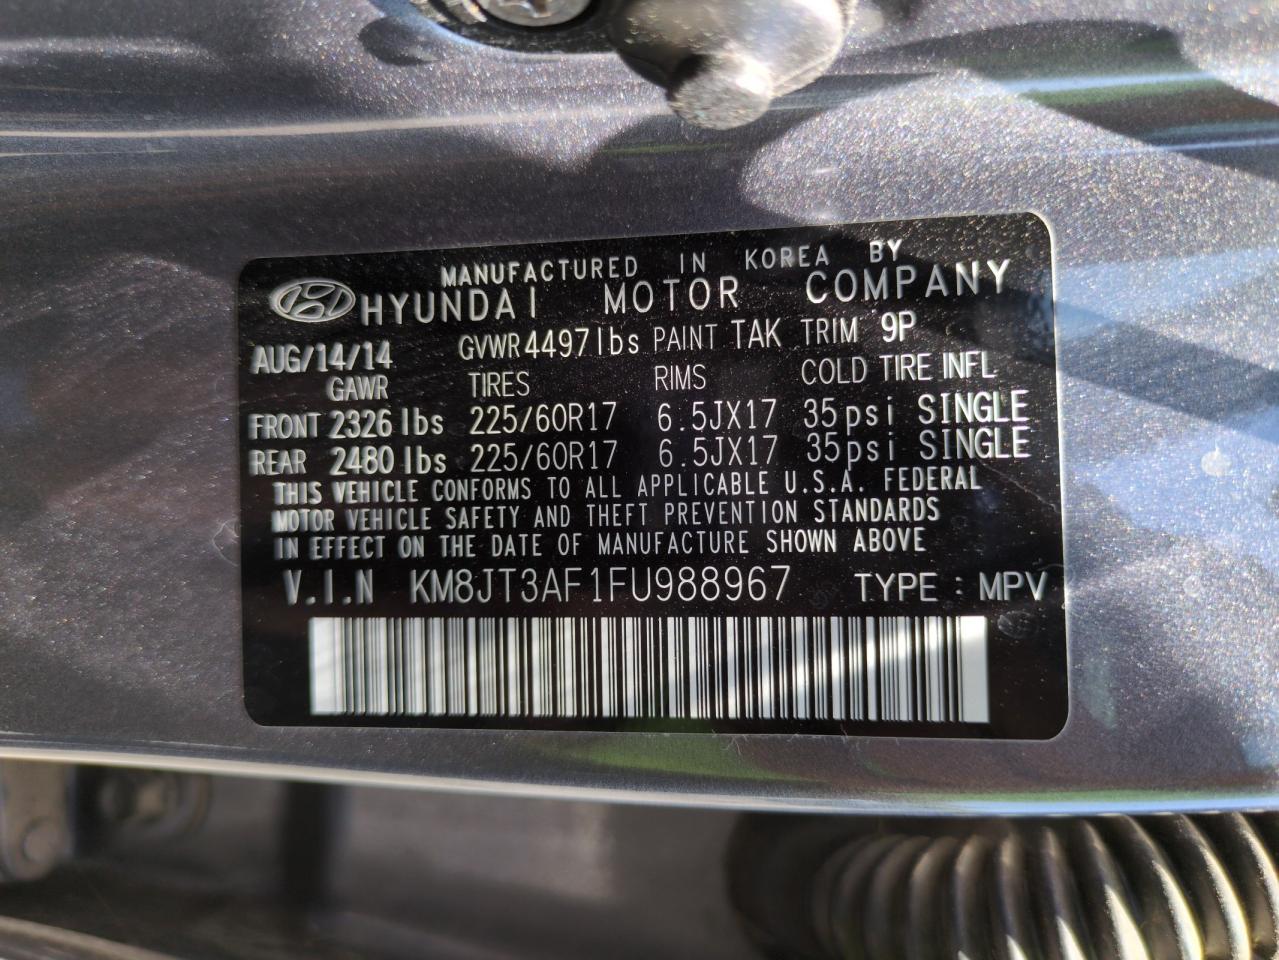 MANUFACTURED IN KOREA BY
HYUNDAI MOTOR COMPANY
AUG/14/14 GVWR 4497lbs PAINT TAK TRIM 9P
GAWR TIRES RIMS COLD TIRE INFL
FRONT 2326 lbs 225/60R17 6.5JX17 35psi SINGLE
REAR 2480 lbs 225/60R17 6.5JX17 35psi SINGLE
THIS VEHICLE CONFORMS TO ALL APPLICABLE U.S.A. FEDERAL
MOTOR VEHICLE SAFETY AND THEFT PREVENTION STANDARDS
IN EFFECT ON THE DATE OF MANUFACTURE SHOWN ABOVE
V.I.N KM8JT3AF1FU988967 TYPE : MPV